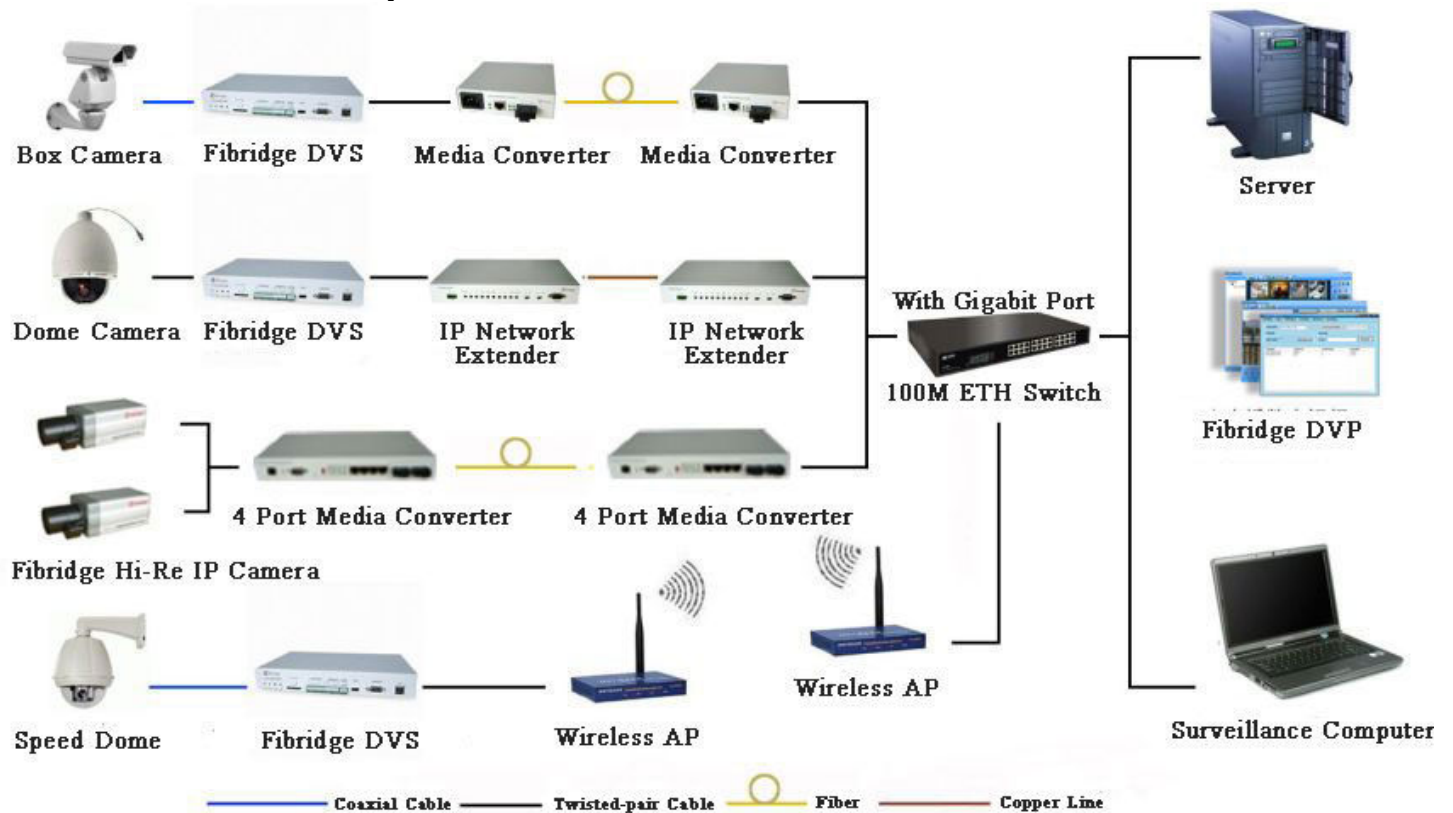 Box Camera
Fibridge DVS
Media Converter
Media Converter
Server
Dome Camera
Fibridge DVS
IP Network
Extender
IP Network
Extender
With Gigabit Port
100M ETH Switch
Fibridge DVP
4 Port Media Converter
4 Port Media Converter
Fibridge Hi-Re IP Camera
Speed Dome
Fibridge DVS
Wireless AP
Wireless AP
Surveillance Computer
Coaxial Cable
Twisted-pair Cable
Fiber
Copper Line